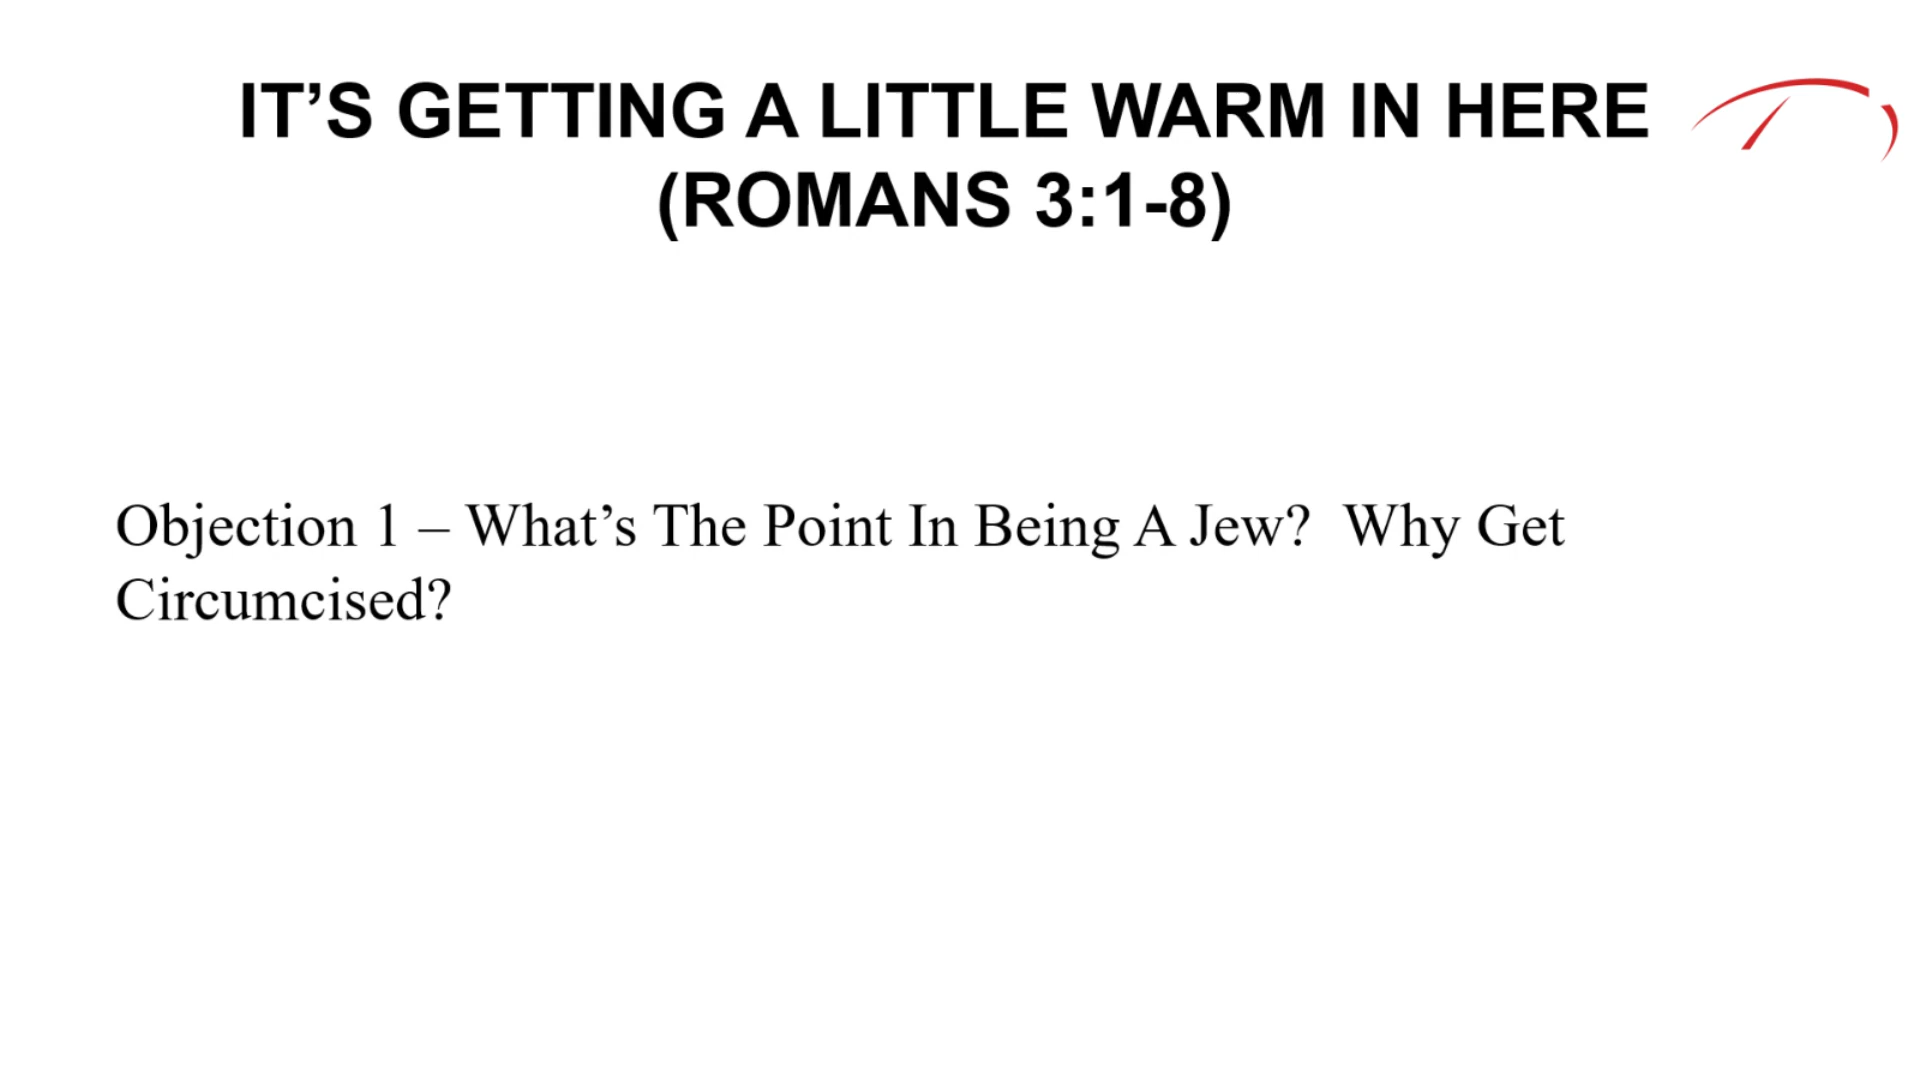 IT’S GETTING A LITTLE WARM IN HERE
(ROMANS 3:1-8)
Objection 1 – What’s The Point In Being A Jew?  Why Get
Circumcised?